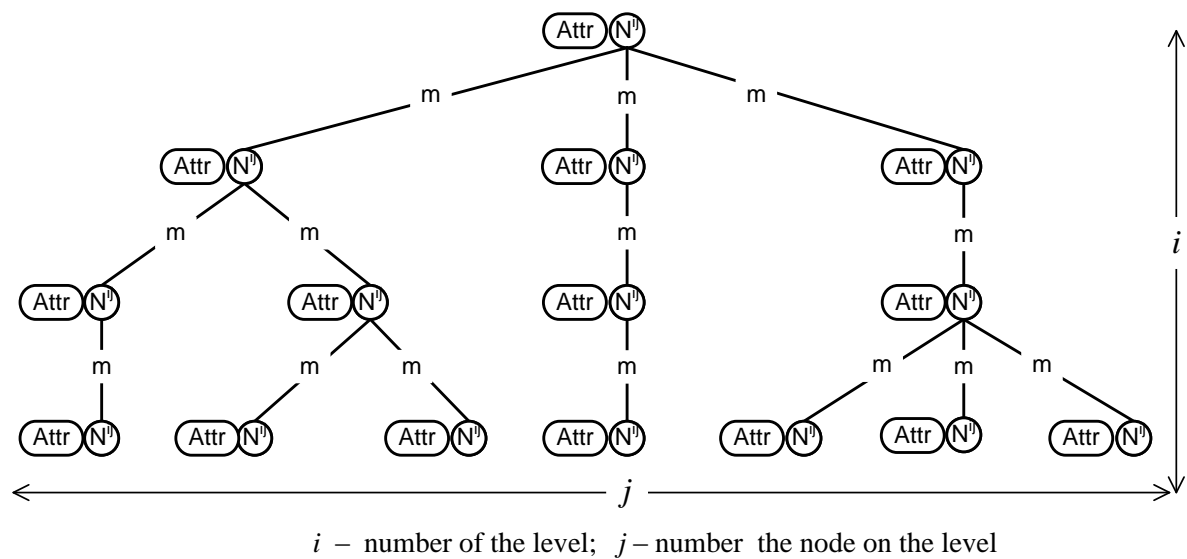 Attr N^ij
m m m
Attr N^ij Attr N^ij Attr N^ij
m m m m
i
Attr N^ij Attr N^ij Attr N^ij Attr N^ij
m m m m m m m
Attr N^ij Attr N^ij Attr N^ij Attr N^ij Attr N^ij Attr N^ij Attr N^ij
j
i – number of the level; j – number the node on the level